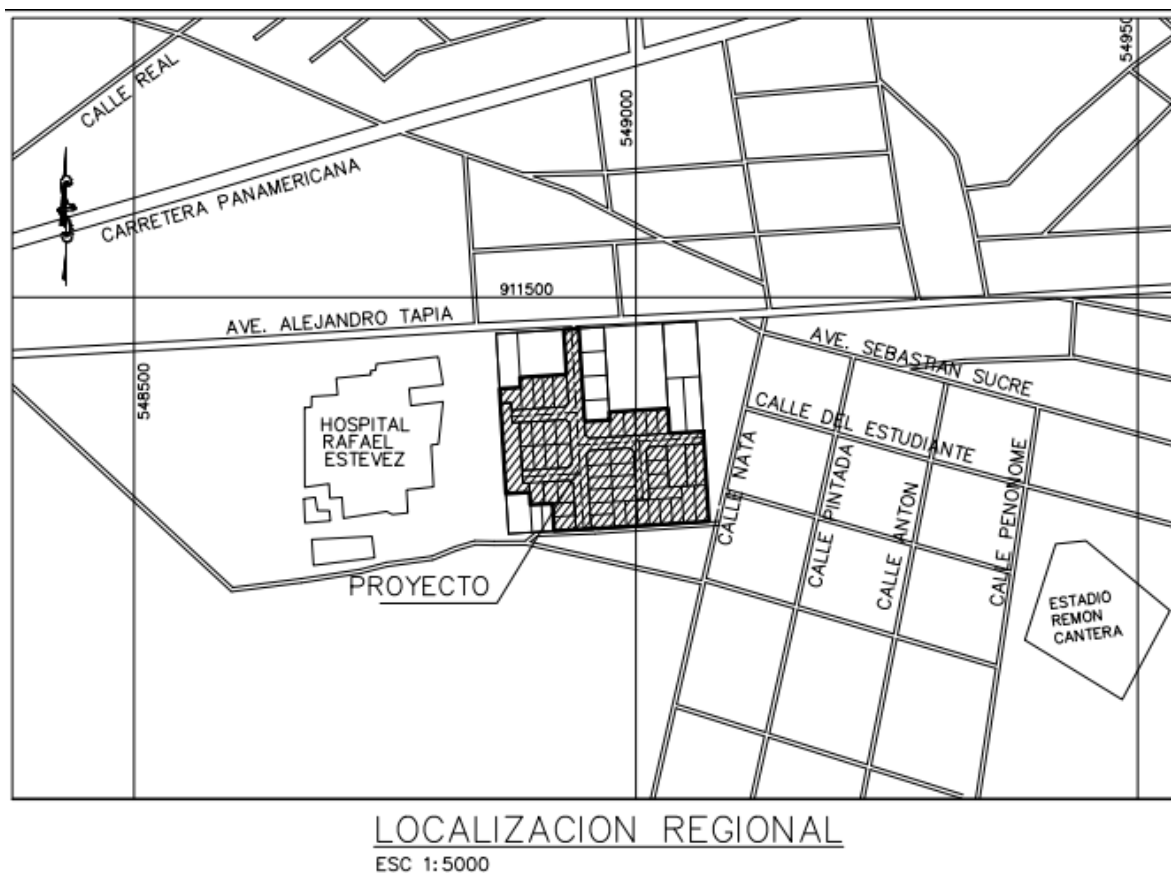 CALLE REAL
CARRETERA PANAMERICANA
549000
54950
911500
AVE. ALEJANDRO TAPIA
548500
HOSPITAL
RAFAEL
ESTEVEZ
AVE. SEBASTIAN SUCRE
CALLE DEL ESTUDIANTE
CALLE NATA
CALLE PINTADA
CALLE ANTON
CALLE PENONOME
PROYECTO
ESTADIO
REMON
CANTERA
LOCALIZACION REGIONAL
ESC 1:5000